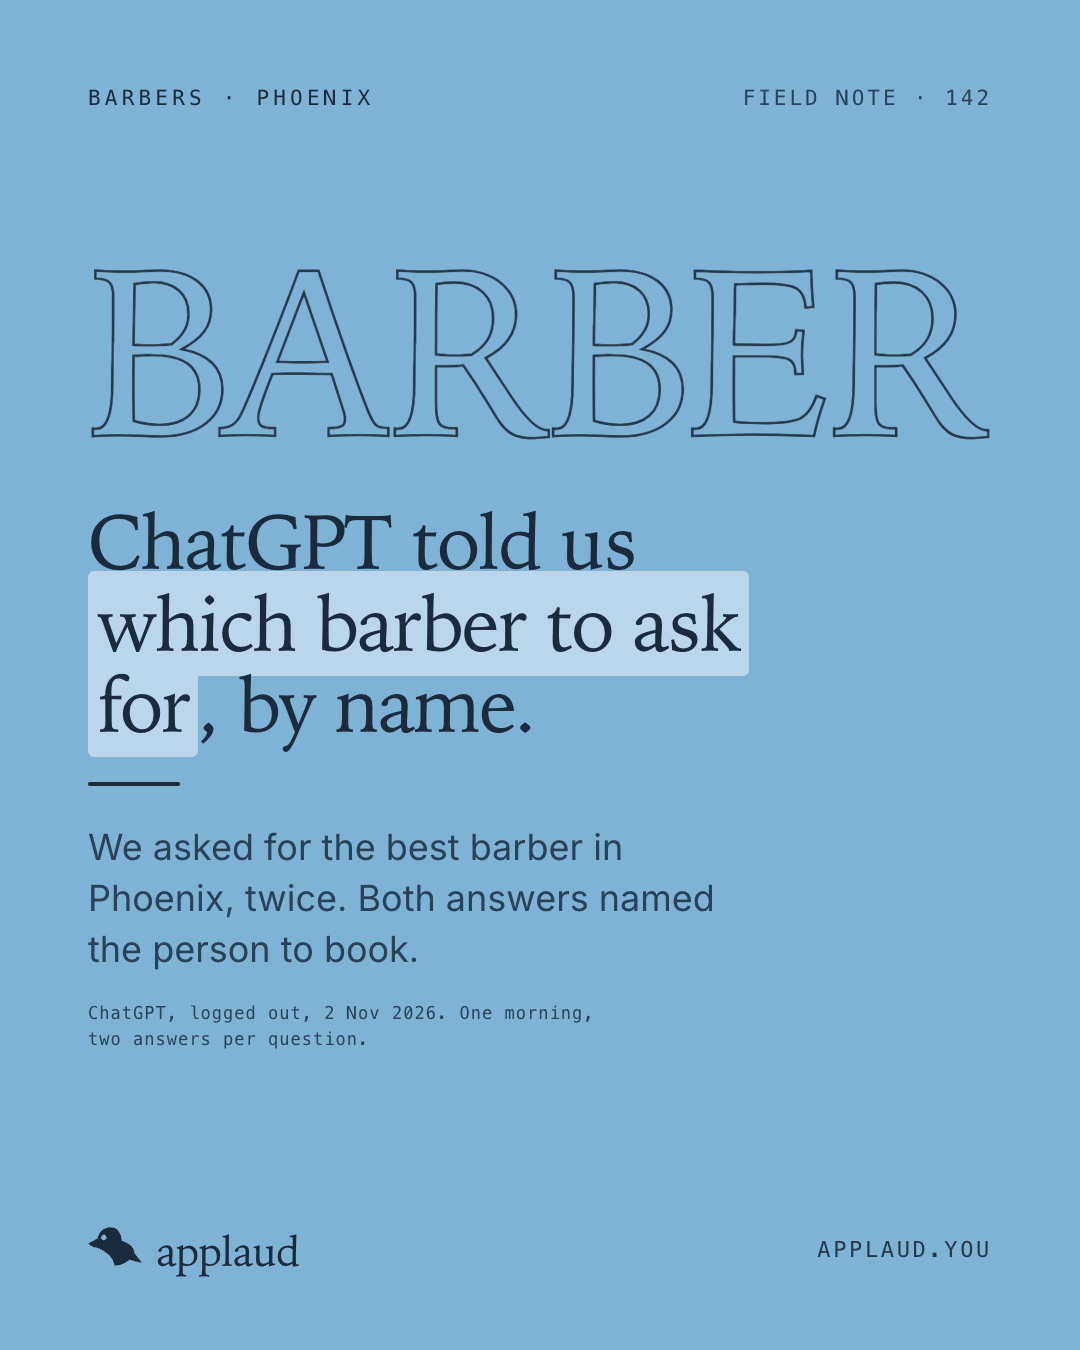 BARBERS · PHOENIX
FIELD NOTE · 142
BARBER
ChatGPT told us
which barber to ask
for, by name.
We asked for the best barber in
Phoenix, twice. Both answers named
the person to book.
ChatGPT, logged out, 2 Nov 2026. One morning,
two answers per question.
applaud
APPLAUD.YOU